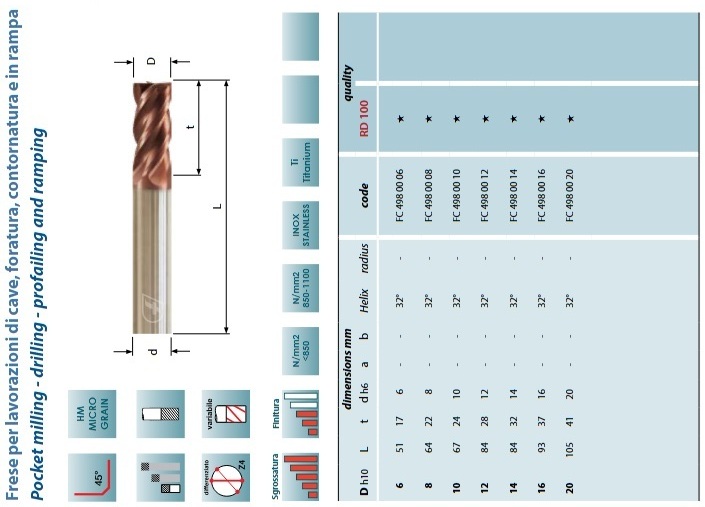 Frese per lavorazioni di cave, foratura, contornatura e in rampa
Pocket milling - drilling - profailing and ramping
HM
MICRO
GRAIN
45°
variabile
differenziato
Z4
Finitura
Sgrossatura
D
t
L
d
N/mm2
<850
N/mm2
850-1100
INOX
STAINLESS
Ti
Titanium
dimensions mm quality
D h10 L t d h6 a b Helix radius code RD 100
6 51 17 6 - - 32° - FC 498 00 06 ★
8 64 22 8 - - 32° - FC 498 00 08 ★
10 67 24 10 - - 32° - FC 498 00 10 ★
12 84 28 12 - - 32° - FC 498 00 12 ★
14 84 32 14 - - 32° - FC 498 00 14 ★
16 93 37 16 - - 32° - FC 498 00 16 ★
20 105 41 20 - - 32° - FC 498 00 20 ★